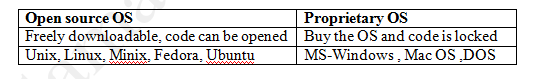 Open source OS Proprietary OS
Freely downloadable, code can be opened Buy the OS and code is locked
Unix, Linux, Minix, Fedora, Ubuntu MS-Windows , Mac OS ,DOS